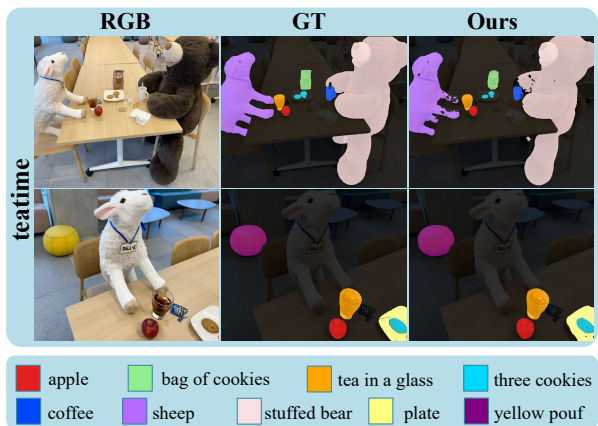 RGB GT Ours
teatime
DALL-E
apple bag of cookies tea in a glass three cookies
coffee sheep stuffed bear plate yellow pouf